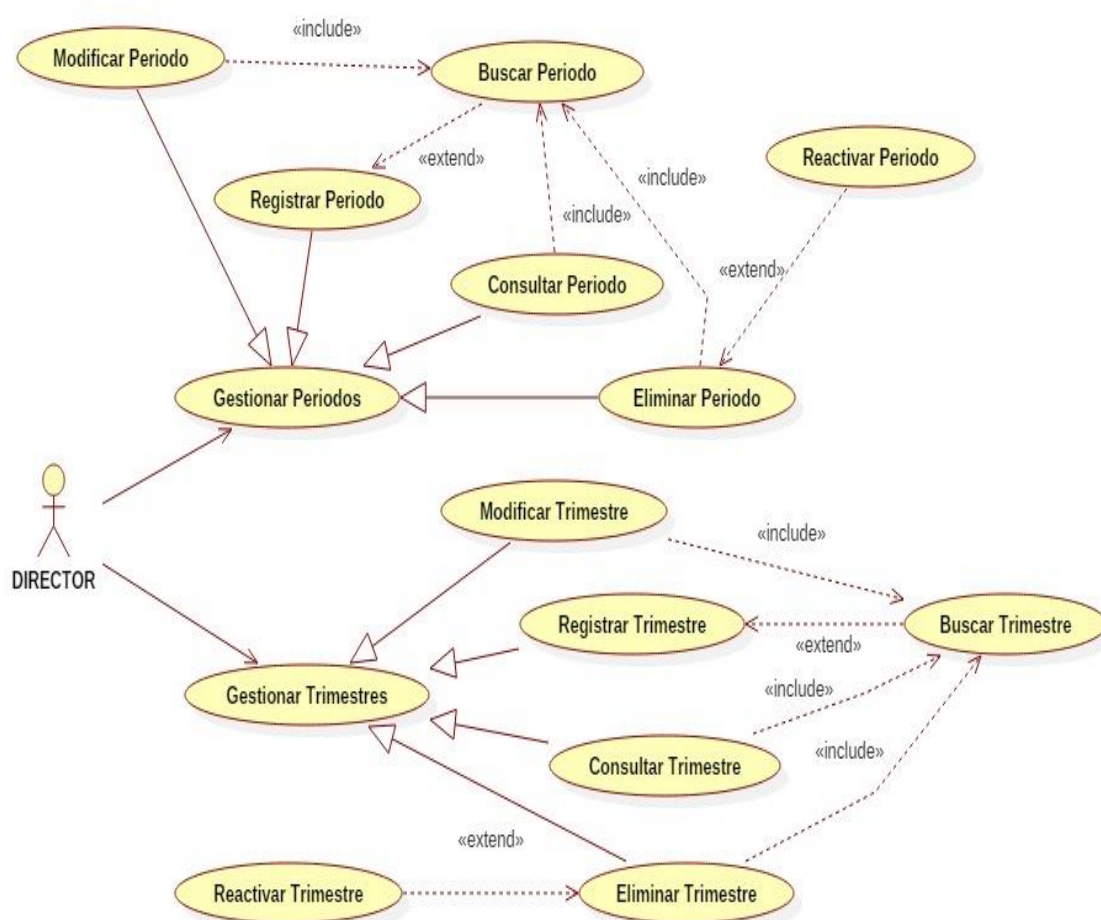 «include»
Modificar Periodo
Buscar Periodo
«extend»
Reactivar Periodo
«include»
Registrar Periodo
«include»
Consultar Periodo
«extend»
Gestionar Periodos
Eliminar Periodo
DIRECTOR
Modificar Trimestre
«include»
Registrar Trimestre
Buscar Trimestre
«extend»
Gestionar Trimestres
«include»
Consultar Trimestre
«include»
«extend»
Reactivar Trimestre
Eliminar Trimestre